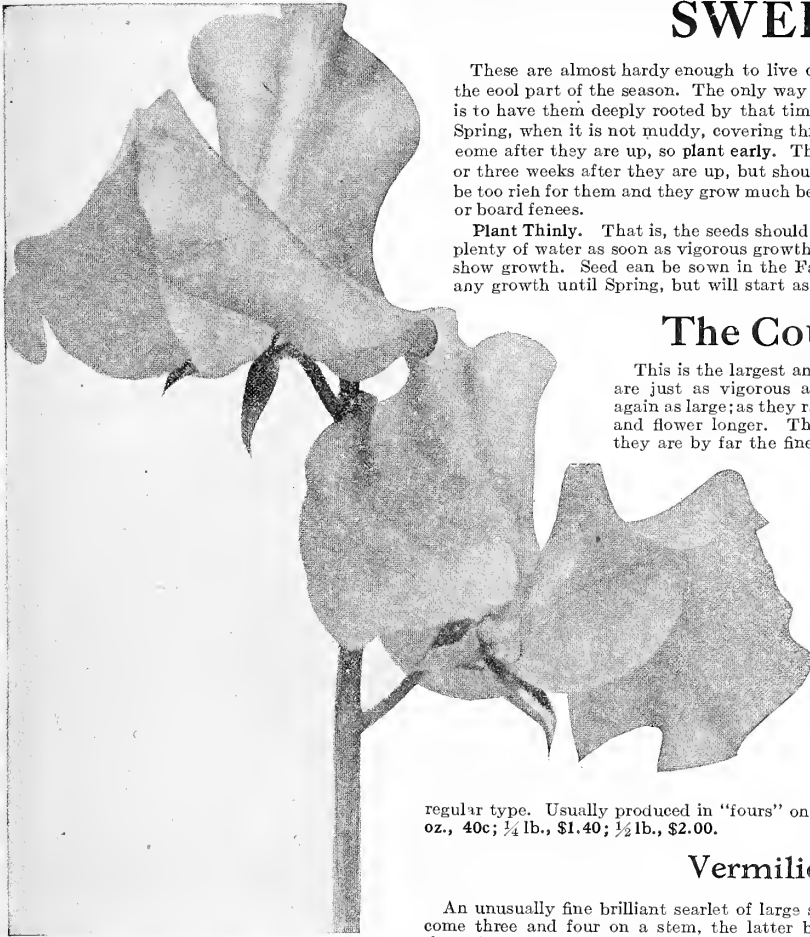 SWEE
These are almost hardy enough to live o
the eool part of the season. The only way
is to have them deeply rooted by that tim
Spring, when it is not muddy, covering th
eome after they are up, so plant early. Th
or three weeks after they are up, but shou
be too rieh for them and they grow much be
or board fenees.
Plant Thinly. That is, the seeds should
plenty of water as soon as vigorous growth
show growth. Seed ean be sown in the Fa
any growth until Spring, but will start as
The Cou
This is the largest an
are just as vigorous a
again as large; as they r
and flower longer. Th
they are by far the fine
regular type. Usually produced in "fours" on
oz., 40c; ¼ lb., $1.40; ½ lb., $2.00.
Vermilio
An unusually fine brilliant searlet of large s
come three and four on a stem, the latter b